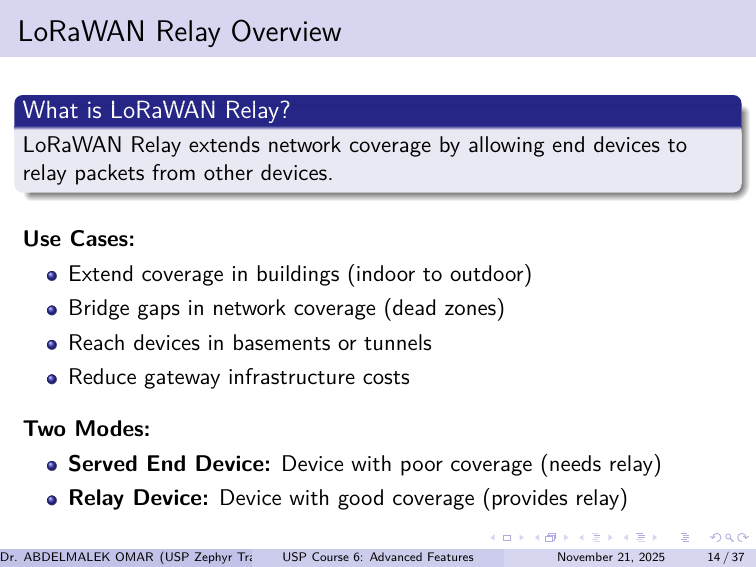 LoRaWAN Relay Overview
What is LoRaWAN Relay?
LoRaWAN Relay extends network coverage by allowing end devices to
relay packets from other devices.
Use Cases:
Extend coverage in buildings (indoor to outdoor)
Bridge gaps in network coverage (dead zones)
Reach devices in basements or tunnels
Reduce gateway infrastructure costs
Two Modes:
Served End Device: Device with poor coverage (needs relay)
Relay Device: Device with good coverage (provides relay)
Dr. ABDELMALEK OMAR (USP Zephyr Tra USP Course 6: Advanced Features November 21, 2025 14 / 37